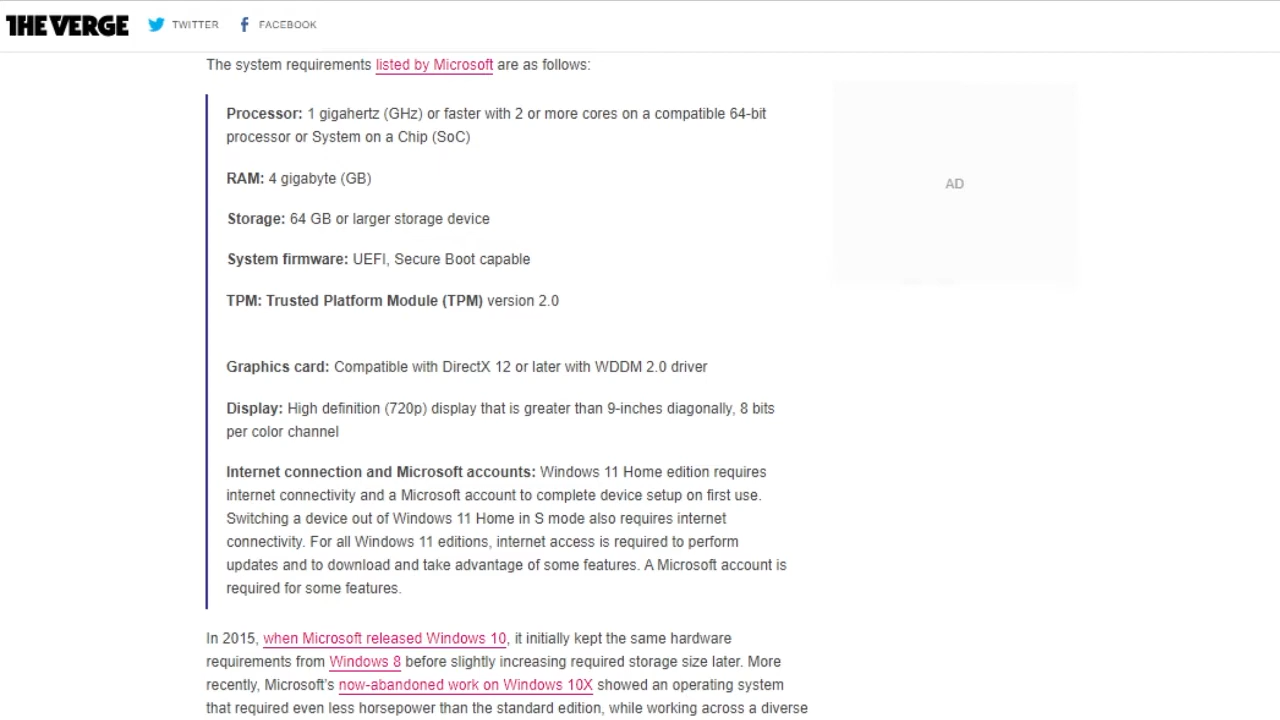 THE VERGE TWITTER FACEBOOK
The system requirements listed by Microsoft are as follows:
Processor: 1 gigahertz (GHz) or faster with 2 or more cores on a compatible 64-bit
processor or System on a Chip (SoC)
AD
RAM: 4 gigabyte (GB)
Storage: 64 GB or larger storage device
System firmware: UEFI, Secure Boot capable
TPM: Trusted Platform Module (TPM) version 2.0
Graphics card: Compatible with DirectX 12 or later with WDDM 2.0 driver
Display: High definition (720p) display that is greater than 9-inches diagonally, 8 bits
per color channel
Internet connection and Microsoft accounts: Windows 11 Home edition requires
internet connectivity and a Microsoft account to complete device setup on first use.
Switching a device out of Windows 11 Home in S mode also requires internet
connectivity. For all Windows 11 editions, internet access is required to perform
updates and to download and take advantage of some features. A Microsoft account is
required for some features.
In 2015, when Microsoft released Windows 10, it initially kept the same hardware
requirements from Windows 8 before slightly increasing required storage size later. More
recently, Microsoft's now-abandoned work on Windows 10X showed an operating system
that required even less horsepower than the standard edition, while working across a diverse